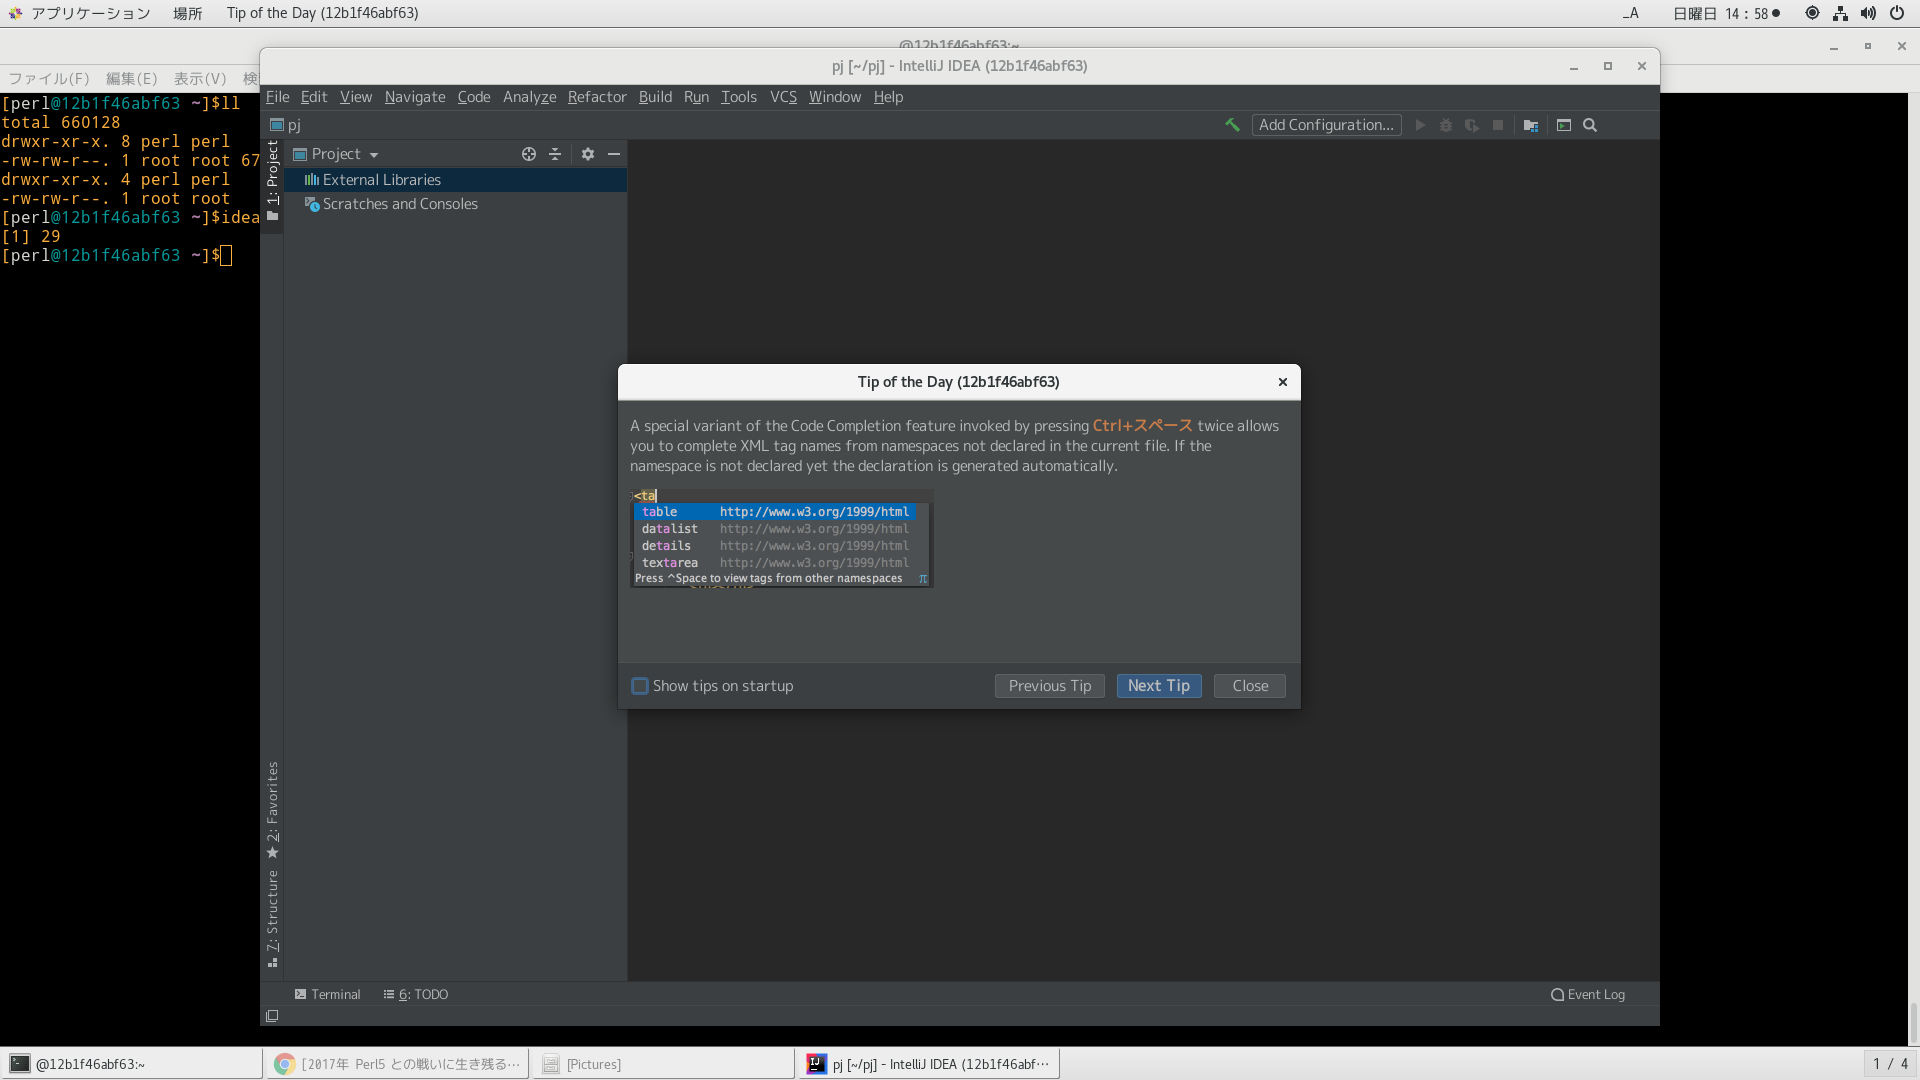 アプリケーション 場所 Tip of the Day (12b1f46abf63) _A 日曜日 14：58
@12b1f46abf63:~
ファイル(F) 編集(E) 表示(V) 検
pj [~/pj] - IntelliJ IDEA (12b1f46abf63)
File Edit View Navigate Code Analyze Refactor Build Run Tools VCS Window Help
pj Add Configuration...
[perl@12b1f46abf63 ~]$ll
total 660128
drwxr-xr-x. 8 perl perl
-rw-rw-r--. 1 root root 67
drwxr-xr-x. 4 perl perl
-rw-rw-r--. 1 root root
[perl@12b1f46abf63 ~]$idea
[1] 29
[perl@12b1f46abf63 ~]$
1: Project
Project
External Libraries
Scratches and Consoles
2: Favorites
7: Structure
Tip of the Day (12b1f46abf63)
A special variant of the Code Completion feature invoked by pressing Ctrl+スペース twice allows
you to complete XML tag names from namespaces not declared in the current file. If the
namespace is not declared yet the declaration is generated automatically.
<ta
table http://www.w3.org/1999/html
datalist http://www.w3.org/1999/html
details http://www.w3.org/1999/html
textarea http://www.w3.org/1999/html
Press ^Space to view tags from other namespaces π
Show tips on startup Previous Tip Next Tip Close
Terminal 6: TODO Event Log
@12b1f46abf63:~ [2017年 Perl5 との戦いに生き残る… [Pictures] pj [~/pj] - IntelliJ IDEA (12b1f46abf… 1 / 4